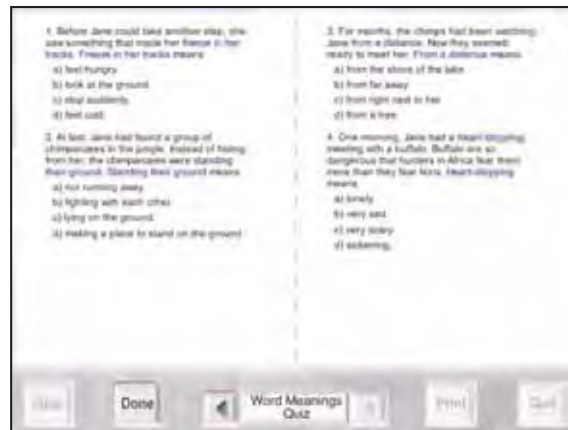 1. Before Jane could take another step, she
saw something that made her freeze in her
tracks. Freeze in her tracks means
a) feel hungry.
b) look at the ground.
c) stop suddenly.
d) feel cold.
2. At last, Jane had found a group of
chimpanzees in the jungle. Instead of hiding
from her, the chimpanzees were standing
their ground. Standing their ground means
a) not running away.
b) fighting with each other.
c) lying on the ground.
d) making a place to stand on the ground.
3. For months, the chimps had been watching
Jane from a distance. Now they seemed
ready to meet her. From a distance means
a) from the shore of the lake.
b) from far away.
c) from right next to her.
d) from a tree.
4. One morning, Jane had a heart-stopping
meeting with a buffalo. Buffalo are so
dangerous that hunters in Africa fear them
more than they fear lions. Heart-stopping
means
a) lonely.
b) very sad.
c) very scary.
d) sickening.
Done
Word Meanings
Quiz
Print
Quit